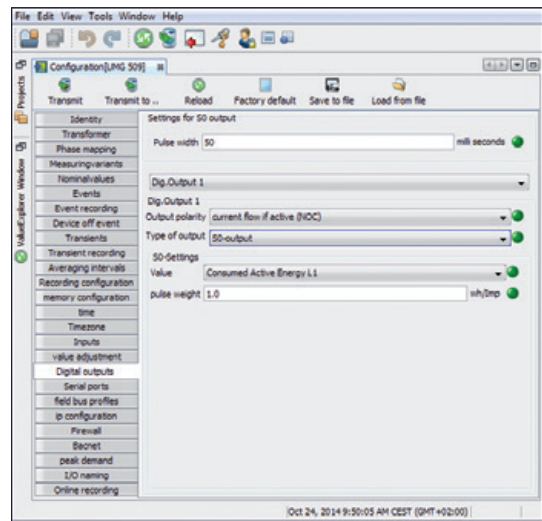 File Edit View Tools Window Help
Configuration[UMG 509]
Transmit Transmit to .. Reload Factory default Save to file Load from file
Projects
ValueExplorer Window
Identity
Transformer
Phase mapping
Measuringvariants
Nominalvalues
Events
Event recording
Device off event
Transients
Transient recording
Averaging intervals
Recording configuration
memory configuration
time
Timezone
Inputs
value adjustment
Digital outputs
Serial ports
field bus profiles
ip configuration
Firewall
Bacnet
peak demand
I/O naming
Online recording
Settings for S0 output
Pulse width 50 mili seconds
Dig.Output 1
Dig.Output 1
Output polarity current flow if active (NOC)
Type of output S0-output
S0-Settings
Value Consumed Active Energy L1
pulse weight 1.0 wh/Imp
Oct 24, 2014 9:50:05 AM CEST (GMT+02:00)